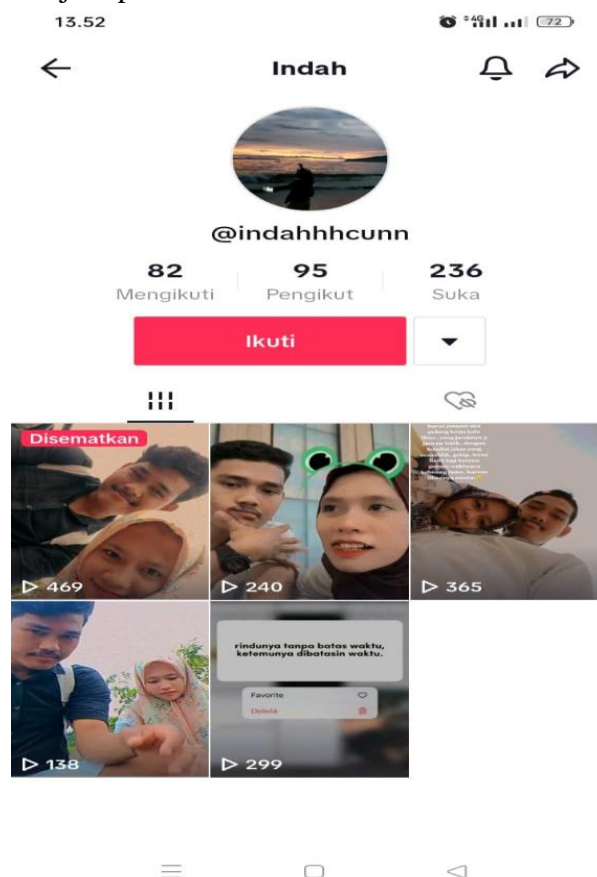 13.52
4G
72
Indah
@indahhhcunn
82
Mengikuti
95
Pengikut
236
Suka
Ikuti
Disematkan
469
240
365
138
rindunya tanpa batas waktu,
ketemunya dibatasin waktu.
Favorite
Delete
299